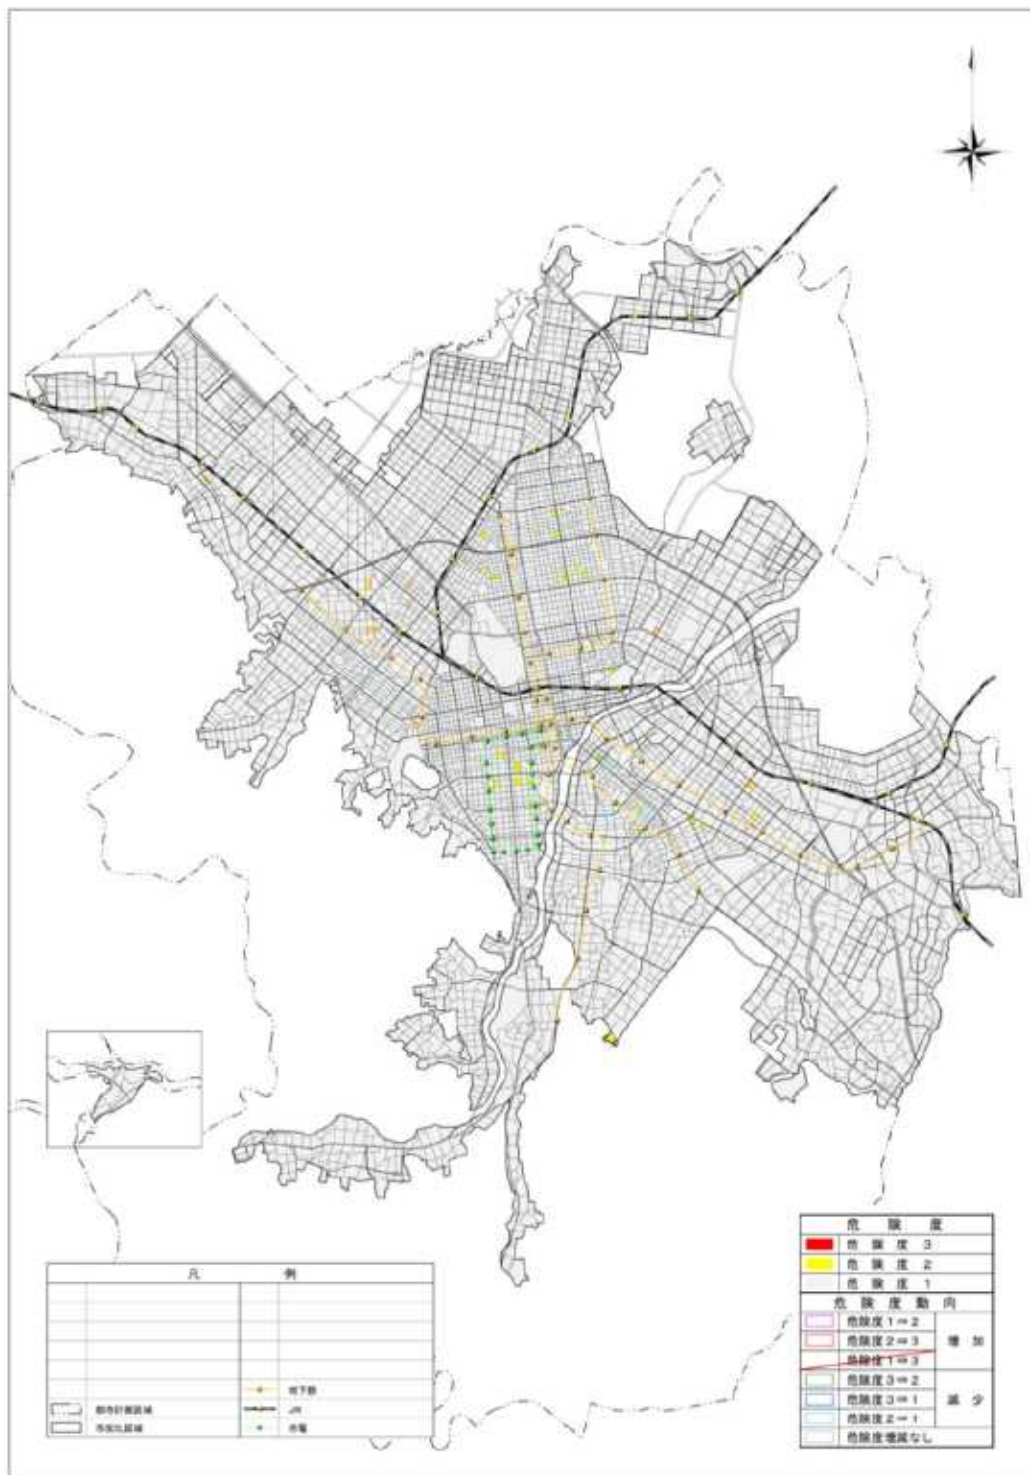 危険度
危険度3
危険度2
危険度1
危険度動向
危険度1⇒2
危険度2⇒3
増加
危険度1⇒3
危険度3⇒2
危険度3⇒1
減少
危険度2⇒1
危険度増減なし
凡例
地下鉄
都市計画区域
JR
市街化区域
市電